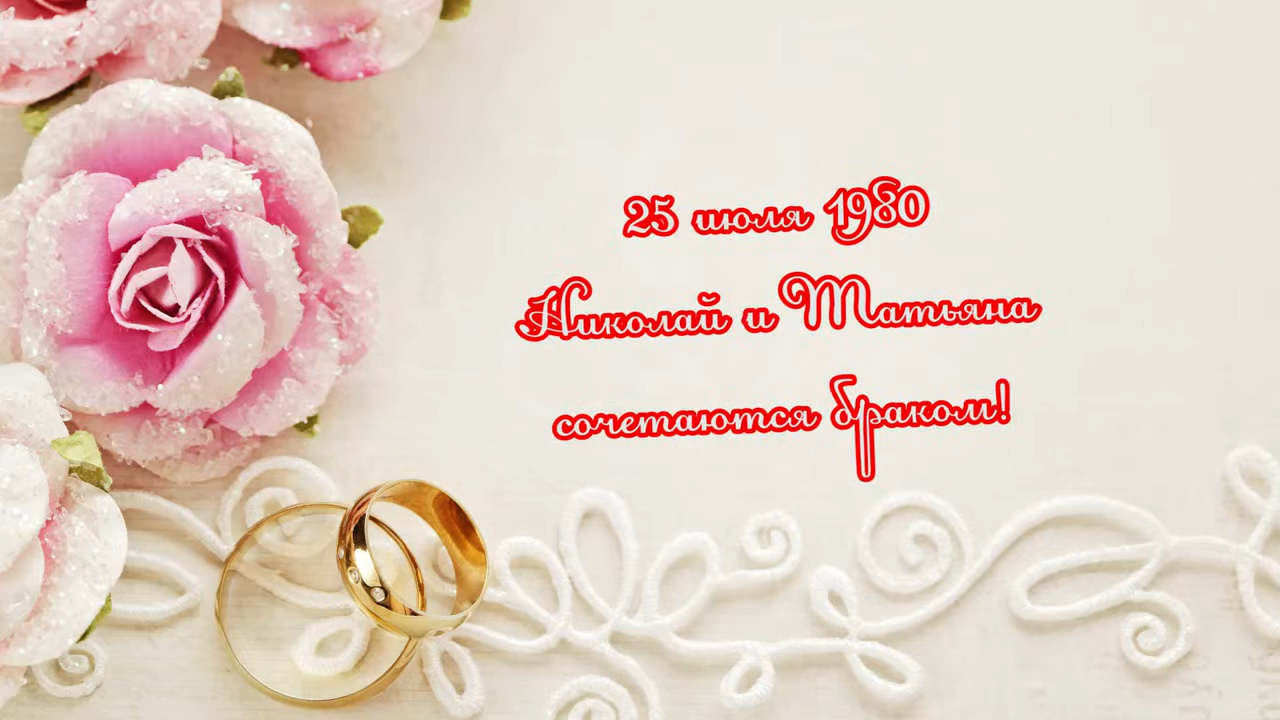 25 июля 1980
Николай и Татьяна
сочетаются браком!